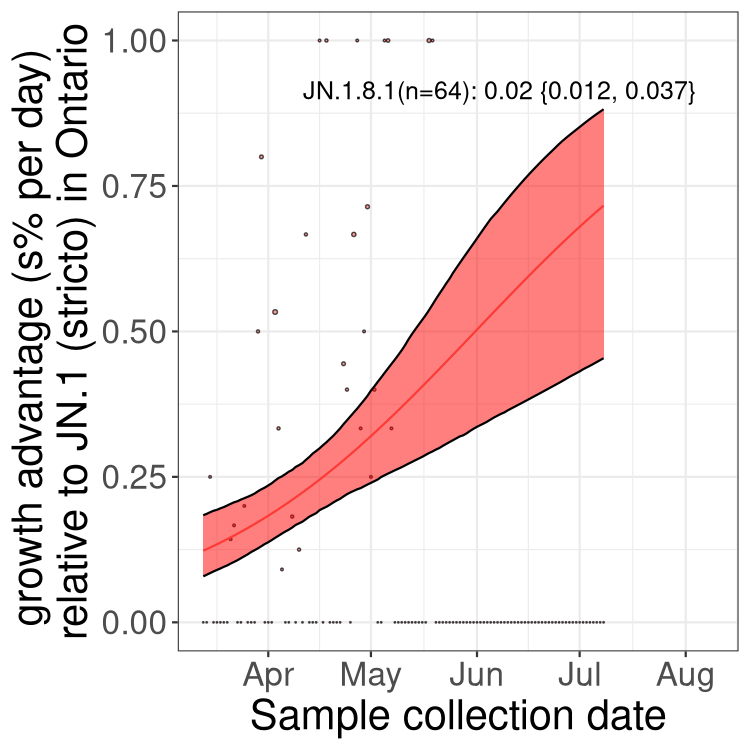 growth advantage (s% per day)
relative to JN.1 (stricto) in Ontario
1.00
JN.1.8.1(n=64): 0.02 {0.012, 0.037}
0.75
0.50
0.25
0.00
Apr May Jun Jul Aug
Sample collection date